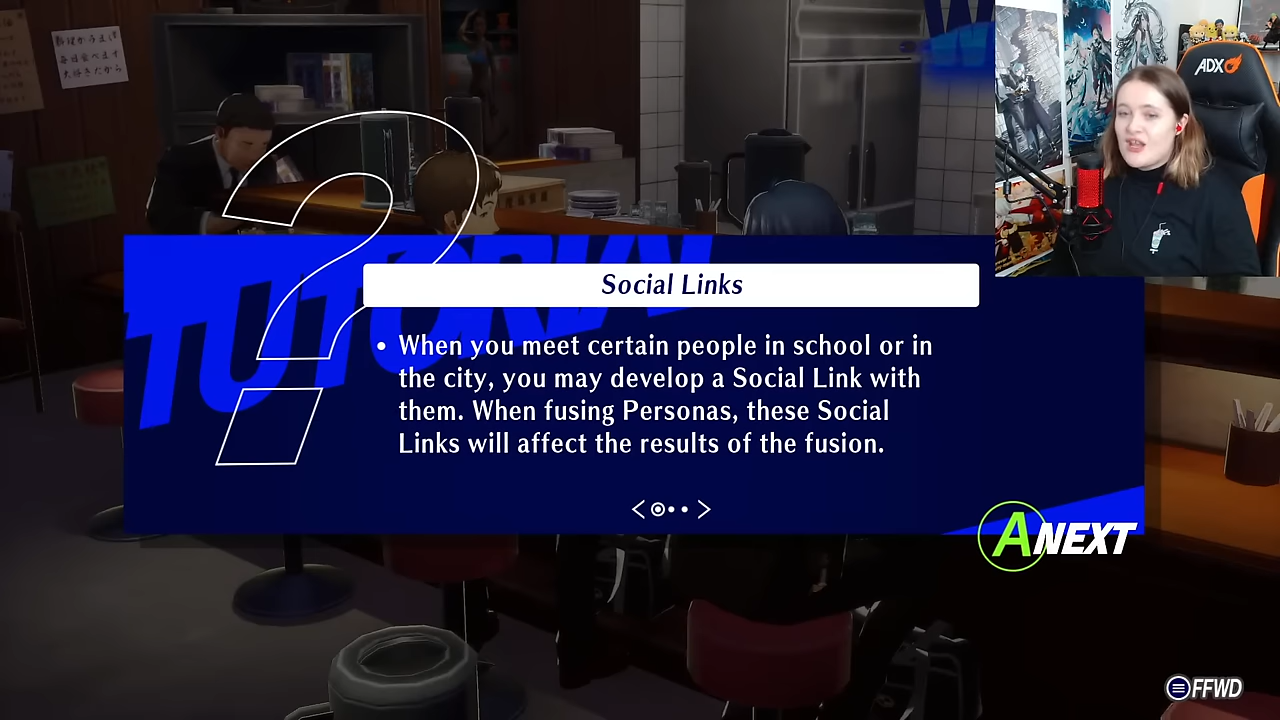 ADX
TUTORIAL
Social Links
• When you meet certain people in school or in
the city, you may develop a Social Link with
them. When fusing Personas, these Social
Links will affect the results of the fusion.
A NEXT
FFWD